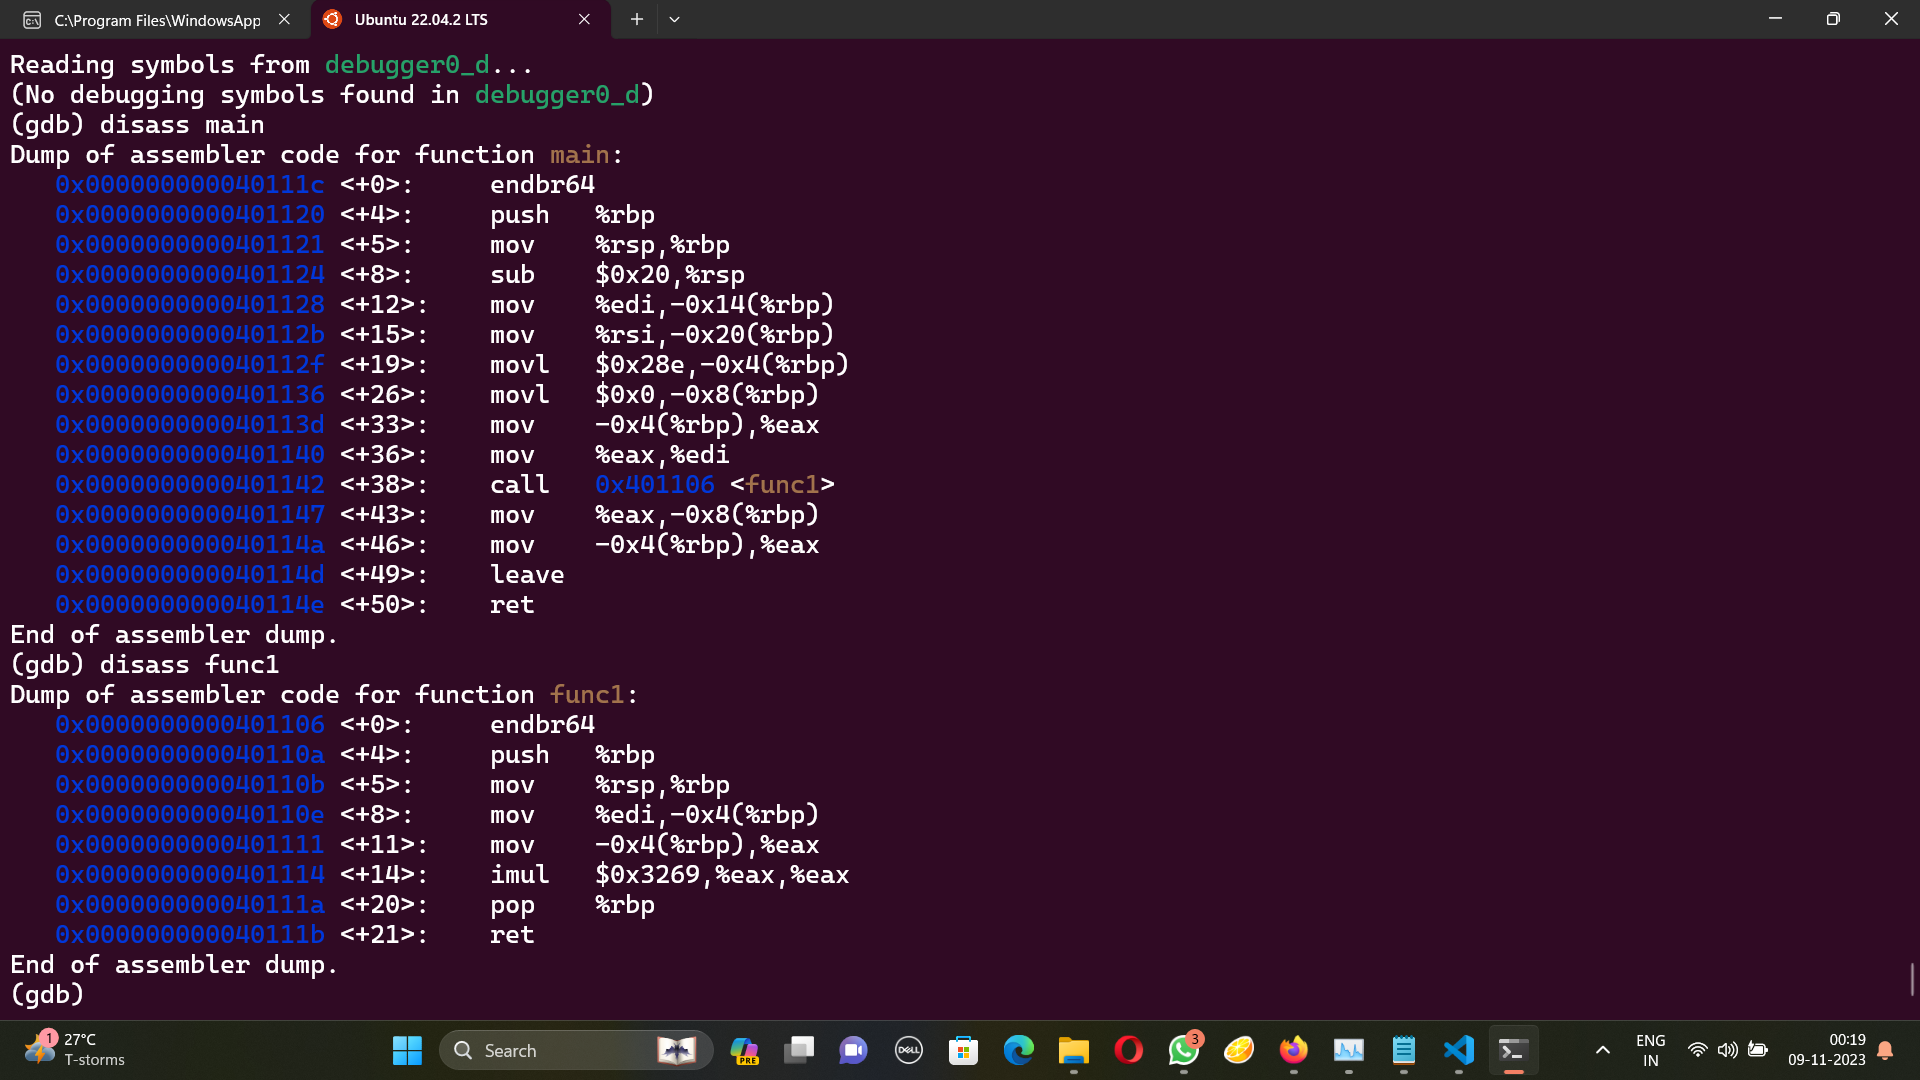 C:\Program Files\WindowsApp
Ubuntu 22.04.2 LTS
Reading symbols from debugger0_d...
(No debugging symbols found in debugger0_d)
(gdb) disass main
Dump of assembler code for function main:
0x000000000040111c <+0>: endbr64
0x0000000000401120 <+4>: push %rbp
0x0000000000401121 <+5>: mov %rsp,%rbp
0x0000000000401124 <+8>: sub $0x20,%rsp
0x0000000000401128 <+12>: mov %edi,-0x14(%rbp)
0x000000000040112b <+15>: mov %rsi,-0x20(%rbp)
0x000000000040112f <+19>: movl $0x28e,-0x4(%rbp)
0x0000000000401136 <+26>: movl $0x0,-0x8(%rbp)
0x000000000040113d <+33>: mov -0x4(%rbp),%eax
0x0000000000401140 <+36>: mov %eax,%edi
0x0000000000401142 <+38>: call 0x401106 <func1>
0x0000000000401147 <+43>: mov %eax,-0x8(%rbp)
0x000000000040114a <+46>: mov -0x4(%rbp),%eax
0x000000000040114d <+49>: leave
0x000000000040114e <+50>: ret
End of assembler dump.
(gdb) disass func1
Dump of assembler code for function func1:
0x0000000000401106 <+0>: endbr64
0x000000000040110a <+4>: push %rbp
0x000000000040110b <+5>: mov %rsp,%rbp
0x000000000040110e <+8>: mov %edi,-0x4(%rbp)
0x0000000000401111 <+11>: mov -0x4(%rbp),%eax
0x0000000000401114 <+14>: imul $0x3269,%eax,%eax
0x000000000040111a <+20>: pop %rbp
0x000000000040111b <+21>: ret
End of assembler dump.
(gdb)
1
27°C
T-storms
Search
PRE
DELL
3
ENG
IN
00:19
09-11-2023